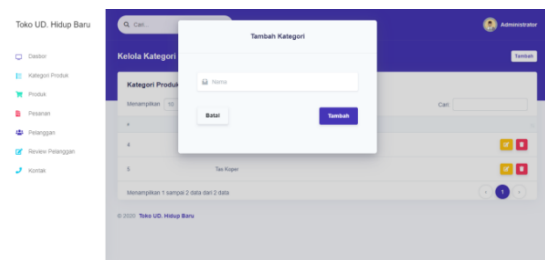 Toko UD. Hidup Baru
Cari...
Administrator
Tambah Kategori
Dasbor
Kategori Produk
Produk
Pesanan
Pelanggan
Review Pelanggan
Kontak
Kelola Kategori
Tambah
Kategori Produk
Nama
Menampilkan 10
Cari:
Batal
Tambah
#
4
5 Tas Koper
Menampilkan 1 sampai 2 data dari 2 data
1
© 2020 Toko UD. Hidup Baru